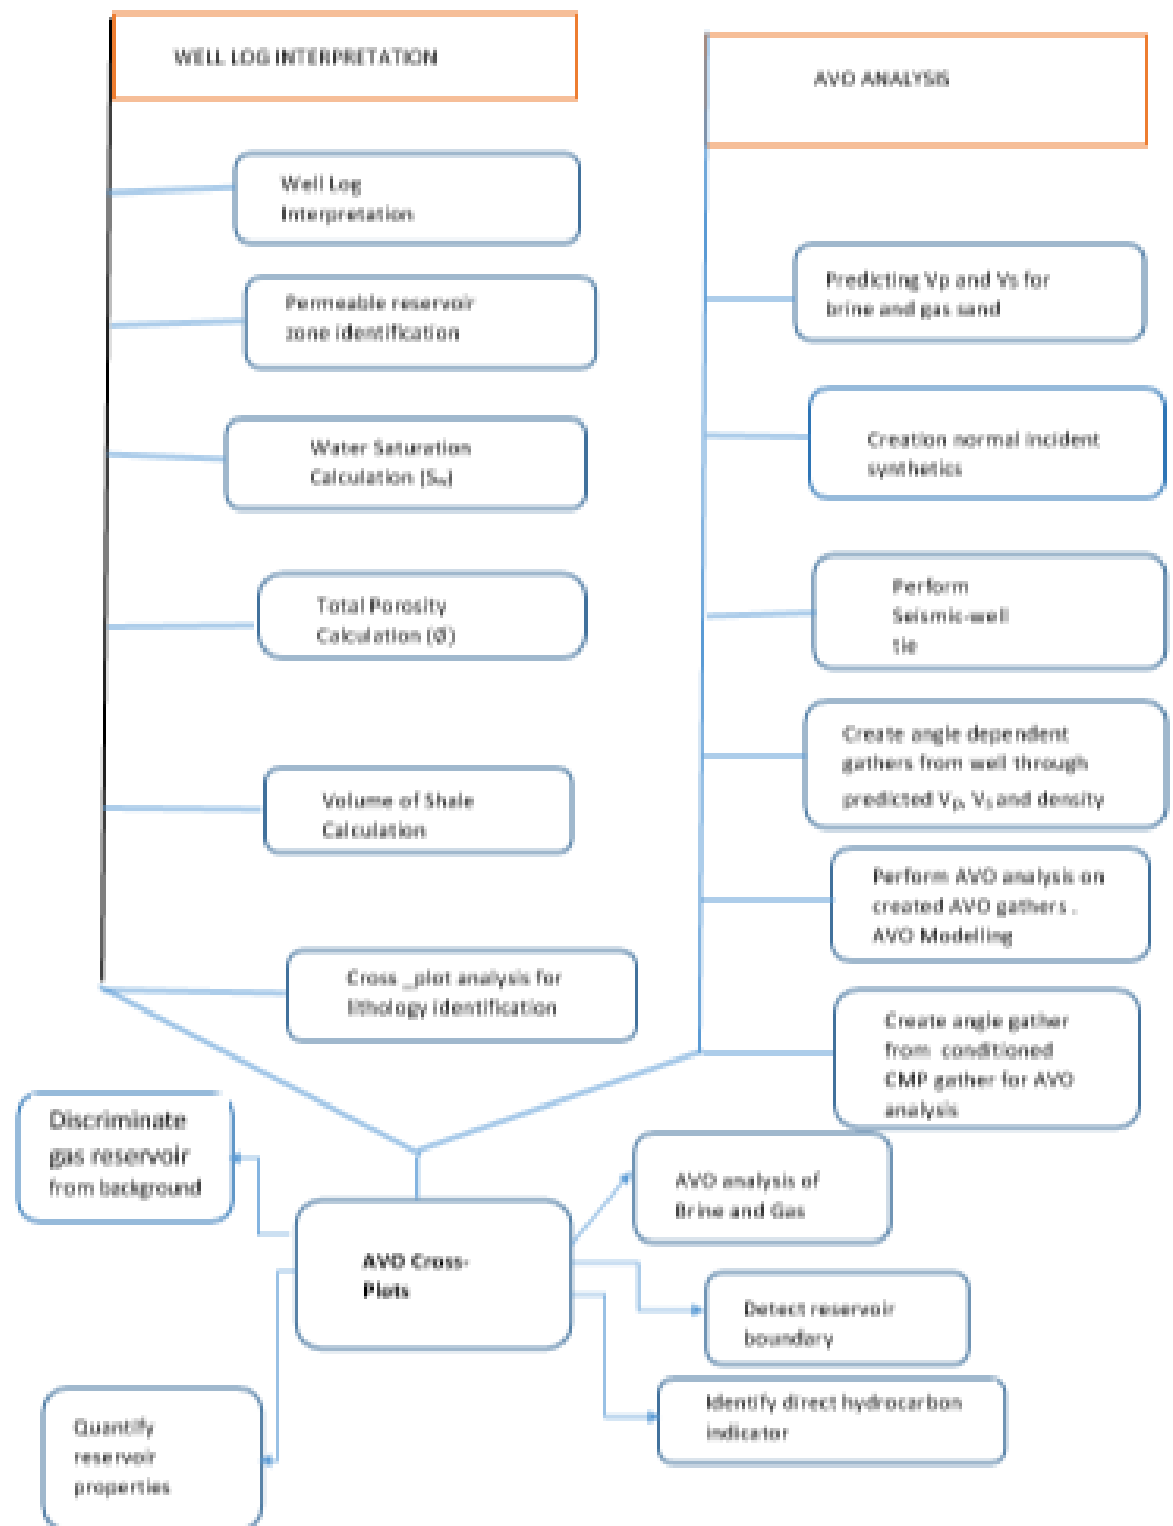 WELL LOG INTERPRETATION
Well Log
Interpretation
Permeable reservoir
zone identification
Water Saturation
Calculation (Sw)
Total Porosity
Calculation (Ø)
Volume of Shale
Calculation
Cross _plot analysis for
lithology identification
AVO ANALYSIS
Predicting Vp and Vs for
brine and gas sand
Creation normal incident
synthetics
Perform
Seismic-well
tie
Create angle dependent
gathers from well through
predicted Vp, Vs and density
Perform AVO analysis on
created AVO gathers .
AVO Modelling
Create angle gather
from conditioned
CMP gather for AVO
analysis
Discriminate
gas reservoir
from background
AVO Cross-
Plots
AVO analysis of
Brine and Gas
Detect reservoir
boundary
Identify direct hydrocarbon
indicator
Quantify
reservoir
properties